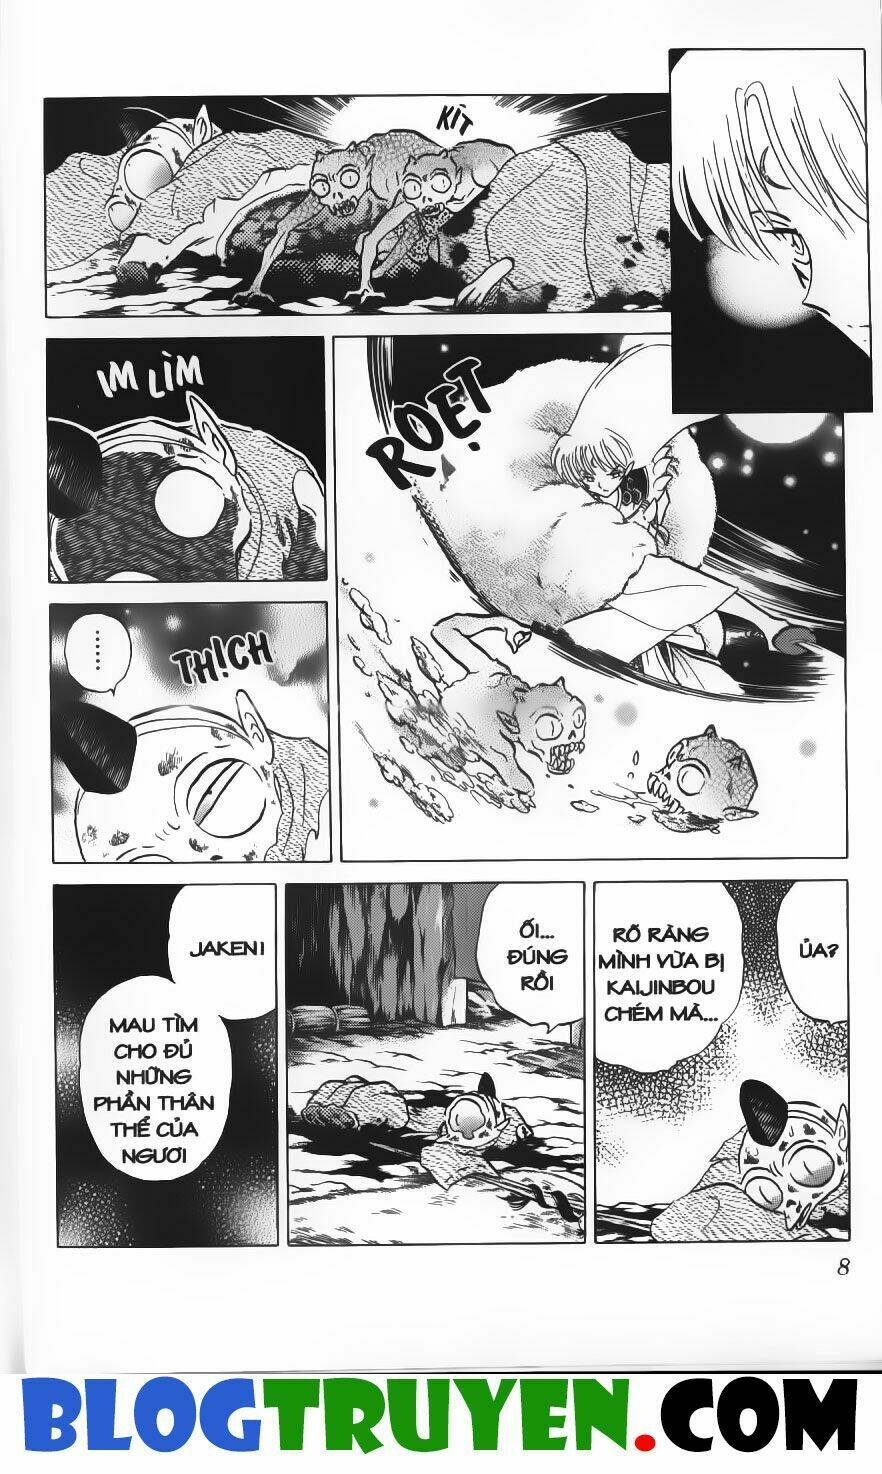 KÍT
ROẸT
IM LÌM
THỊCH
......
ỦA?
RÕ RÀNG
MÌNH VỪA BỊ
KAIJINBOU
CHÉM MÀ...
ỐI...
ĐÚNG
RỒI
JAKEN!
MAU TÌM
CHO ĐỦ
NHỮNG
PHẦN THÂN
THỂ CỦA
NGƯƠI
8
BLOGTRUYEN.COM